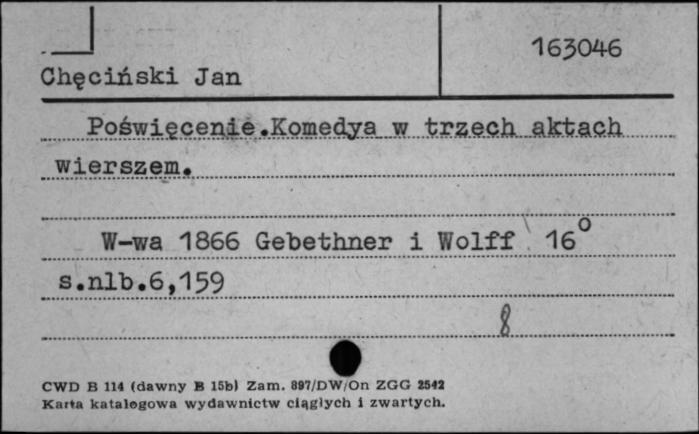 163046
Chęciński Jan
Poświęcenie.Komedya w trzech aktach
wierszem.
W-wa 1866 Gebethner i Wolff 16°
s.nlb.6,159
8
CWD B 114 (dawny B 15b) Zam. 897/DW/On ZGG 2542
Karta katalogowa wydawnictw ciągłych i zwartych.